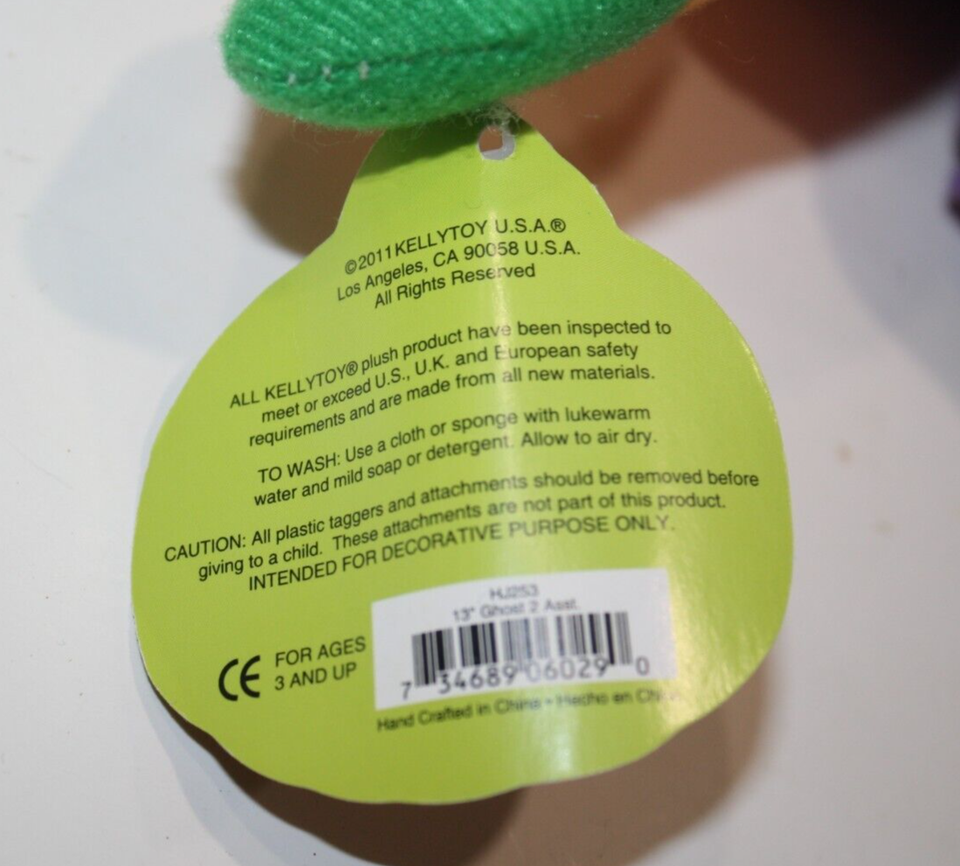 ©2011 KELLYTOY U.S.A.®
Los Angeles, CA 90058 U.S.A.
All Rights Reserved
ALL KELLYTOY® plush product have been inspected to
meet or exceed U.S., U.K. and European safety
requirements and are made from all new materials.
TO WASH: Use a cloth or sponge with lukewarm
water and mild soap or detergent. Allow to air dry.
CAUTION: All plastic taggers and attachments should be removed before
giving to a child. These attachments are not part of this product.
INTENDED FOR DECORATIVE PURPOSE ONLY.
HJ253
13" Ghost 2 Asst.
CE FOR AGES
3 AND UP
7 34689 06029 0
Hand Crafted in China • Hecho en China